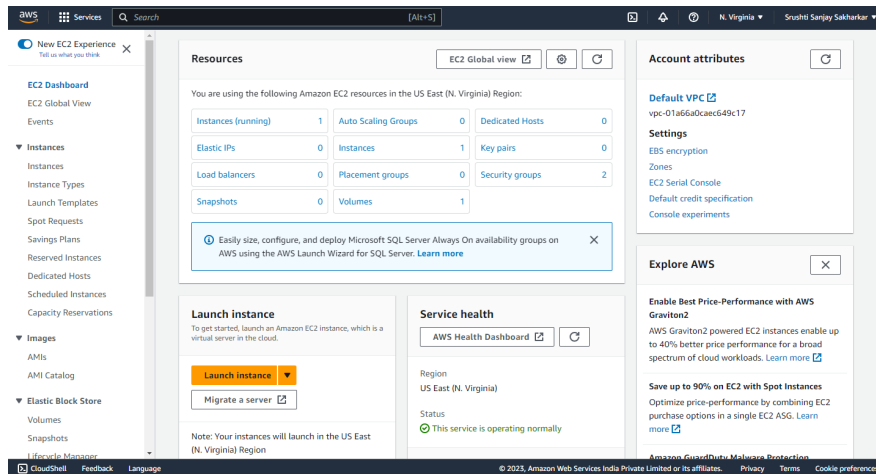 aws
Services
Search
[Alt+S]
N. Virginia ▼
Srushti Sanjay Sakharkar ▼
New EC2 Experience
Tell us what you think
EC2 Dashboard
EC2 Global View
Events
▼ Instances
Instances
Instance Types
Launch Templates
Spot Requests
Savings Plans
Reserved Instances
Dedicated Hosts
Scheduled Instances
Capacity Reservations
▼ Images
AMIs
AMI Catalog
▼ Elastic Block Store
Volumes
Snapshots
Lifecycle Manager
Resources
EC2 Global view
You are using the following Amazon EC2 resources in the US East (N. Virginia) Region:
Instances (running) 1
Auto Scaling Groups 0
Dedicated Hosts 0
Elastic IPs 0
Instances 1
Key pairs 0
Load balancers 0
Placement groups 0
Security groups 2
Snapshots 0
Volumes 1
Easily size, configure, and deploy Microsoft SQL Server Always On availability groups on
AWS using the AWS Launch Wizard for SQL Server. Learn more
Launch instance
To get started, launch an Amazon EC2 instance, which is a
virtual server in the cloud.
Launch instance ▼
Migrate a server
Note: Your instances will launch in the US East
(N. Virginia) Region
Service health
AWS Health Dashboard
Region
US East (N. Virginia)
Status
This service is operating normally
Account attributes
Default VPC
vpc-01a66a0caec649c17
Settings
EBS encryption
Zones
EC2 Serial Console
Default credit specification
Console experiments
Explore AWS
Enable Best Price-Performance with AWS
Graviton2
AWS Graviton2 powered EC2 instances enable up
to 40% better price performance for a broad
spectrum of cloud workloads. Learn more
Save up to 90% on EC2 with Spot Instances
Optimize price-performance by combining EC2
purchase options in a single EC2 ASG. Learn
more
Amazon GuardDuty Malware Protection
CloudShell
Feedback
Language
© 2023, Amazon Web Services India Private Limited or its affiliates.
Privacy
Terms
Cookie preferences